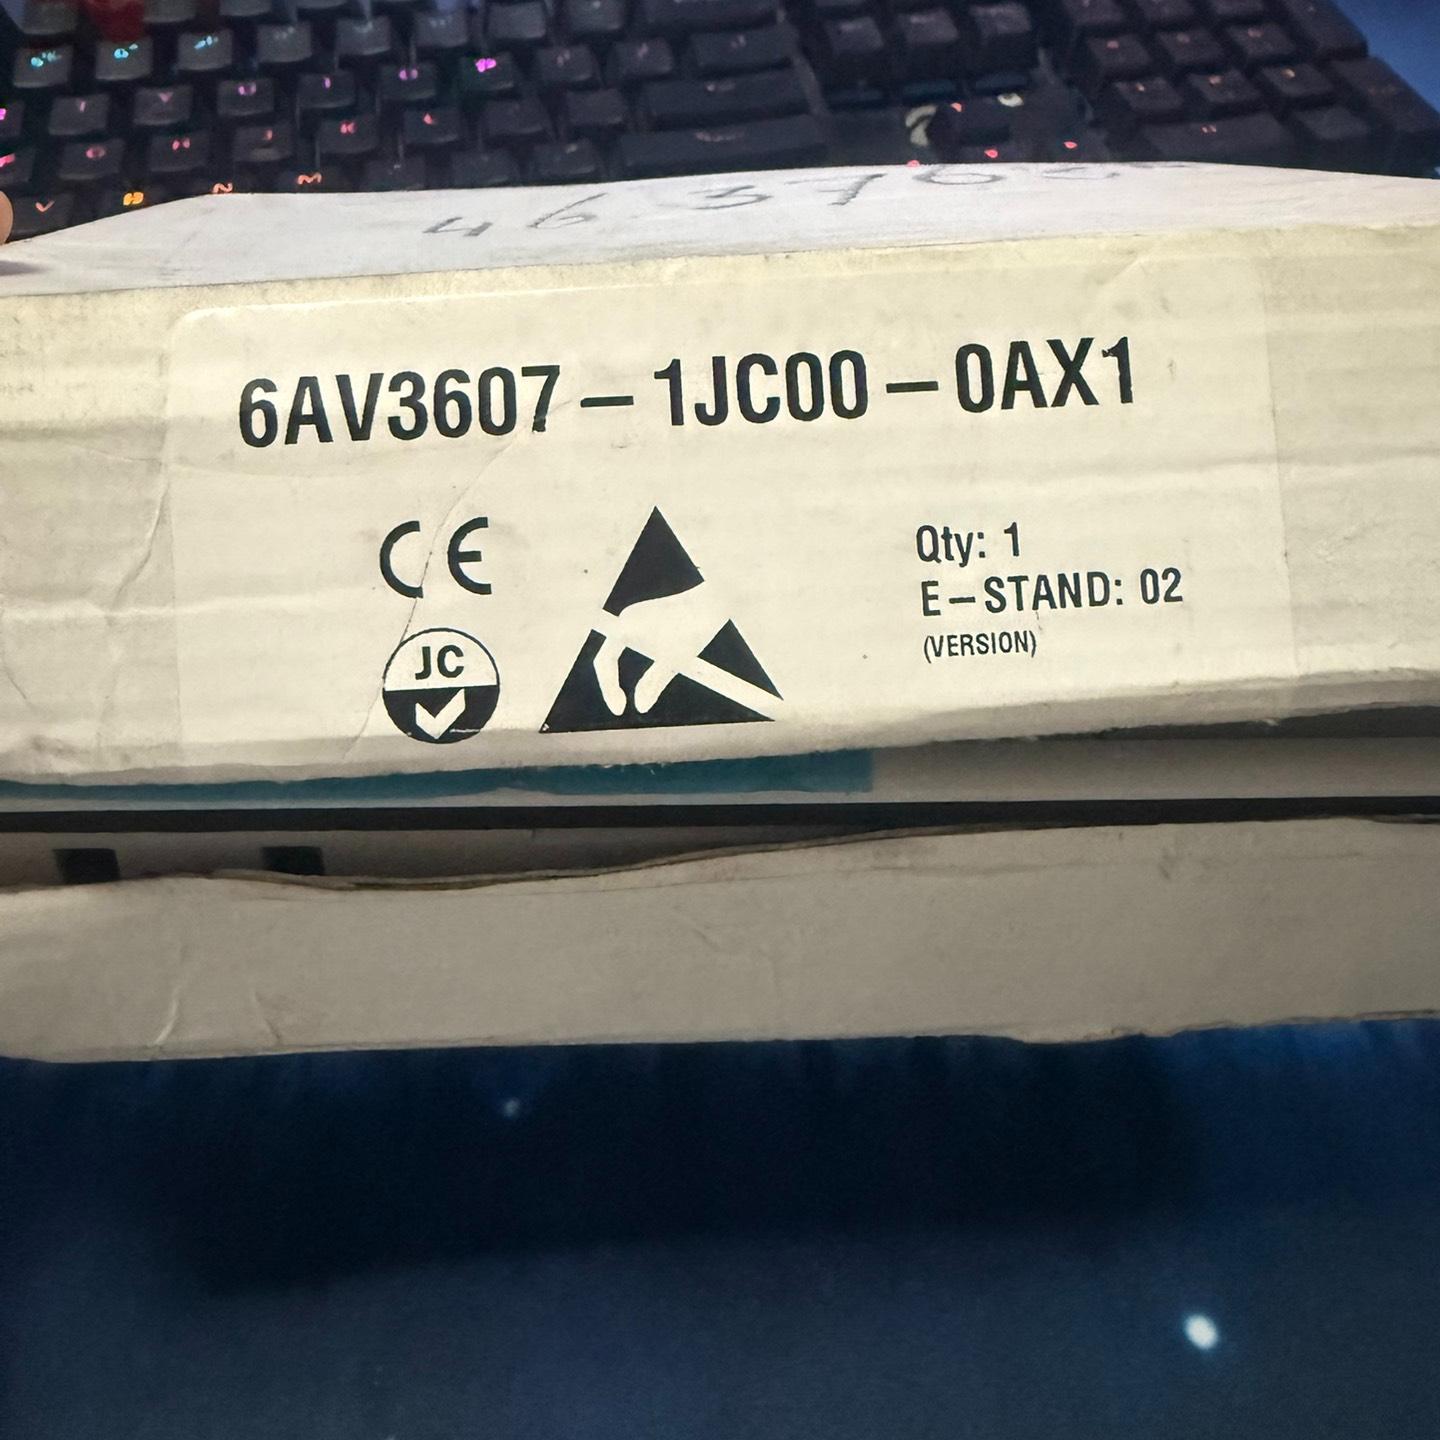 6AV3607-1JC00-0AX1
CE
JC
Qty: 1
E-STAND: 02
(VERSION)